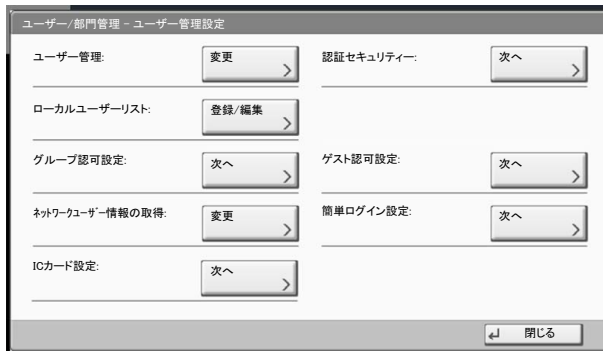 ユーザー/部門管理 - ユーザー管理設定
ユーザー管理: 変更 認証セキュリティー: 次へ
ローカルユーザーリスト: 登録/編集
グループ認可設定: 次へ ゲスト認可設定: 次へ
ﾈｯﾄﾜｰｸﾕｰｻﾞｰ情報の取得: 変更 簡単ログイン設定: 次へ
ICカード設定: 次へ
閉じる